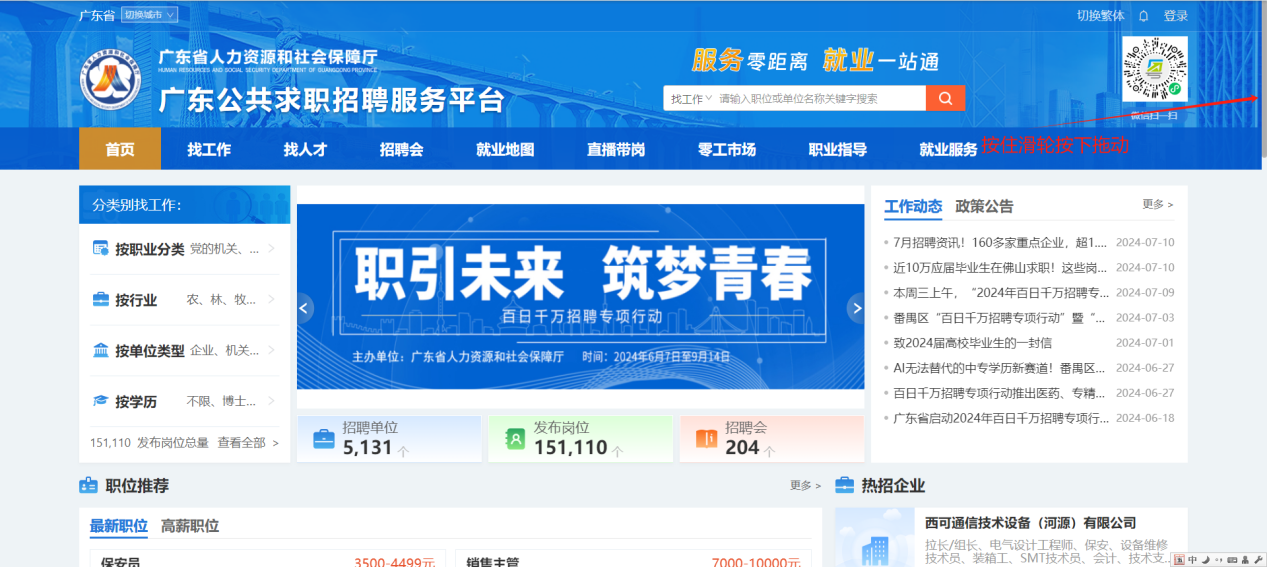 广东省 切换城市
切换繁体 登录
广东省人力资源和社会保障厅
HUMAN RESOURCES AND SOCIAL SECURITY DEPARTMENT OF GUANGDONG PROVINCE
广东公共求职招聘服务平台
服务零距离 就业一站通
找工作 请输入职位或单位名称关键字搜索
微信扫一扫
按住滑轮按下拖动
首页 找工作 找人才 招聘会 就业地图 直播带岗 零工市场 职业指导 就业服务
分类别找工作:
按职业分类 党的机关、... >
按行业 农、林、牧... >
按单位类型 企业、机关... >
按学历 不限、博士... >
151,110 发布岗位总量 查看全部 >
职引未来 筑梦青春
百日千万招聘专项行动
主办单位：广东省人力资源和社会保障厅 时间：2024年6月7日至9月14日
< >
招聘单位
5,131 个
发布岗位
151,110 个
招聘会
204 个
工作动态 政策公告 更多 >
7月招聘资讯！160多家重点企业，超1.... 2024-07-10
近10万应届毕业生在佛山求职！这些岗... 2024-07-10
本周三上午，“2024年百日千万招聘专... 2024-07-09
番禺区“百日千万招聘专项行动”暨“... 2024-07-03
致2024届高校毕业生的一封信 2024-07-01
AI无法替代的中专学历新赛道！番禺区... 2024-06-27
百日千万招聘专项行动推出医药、专精... 2024-06-27
广东省启动2024年百日千万招聘专项行... 2024-06-18
职位推荐 更多 >
最新职位 高薪职位
保安员 3500-4499元
销售主管 7000-10000元
热招企业
西可通信技术设备（河源）有限公司
拉长/组长、电气设计工程师、保安、设备维修
技术员、装箱工、SMT技术员、会计、技术支...
中